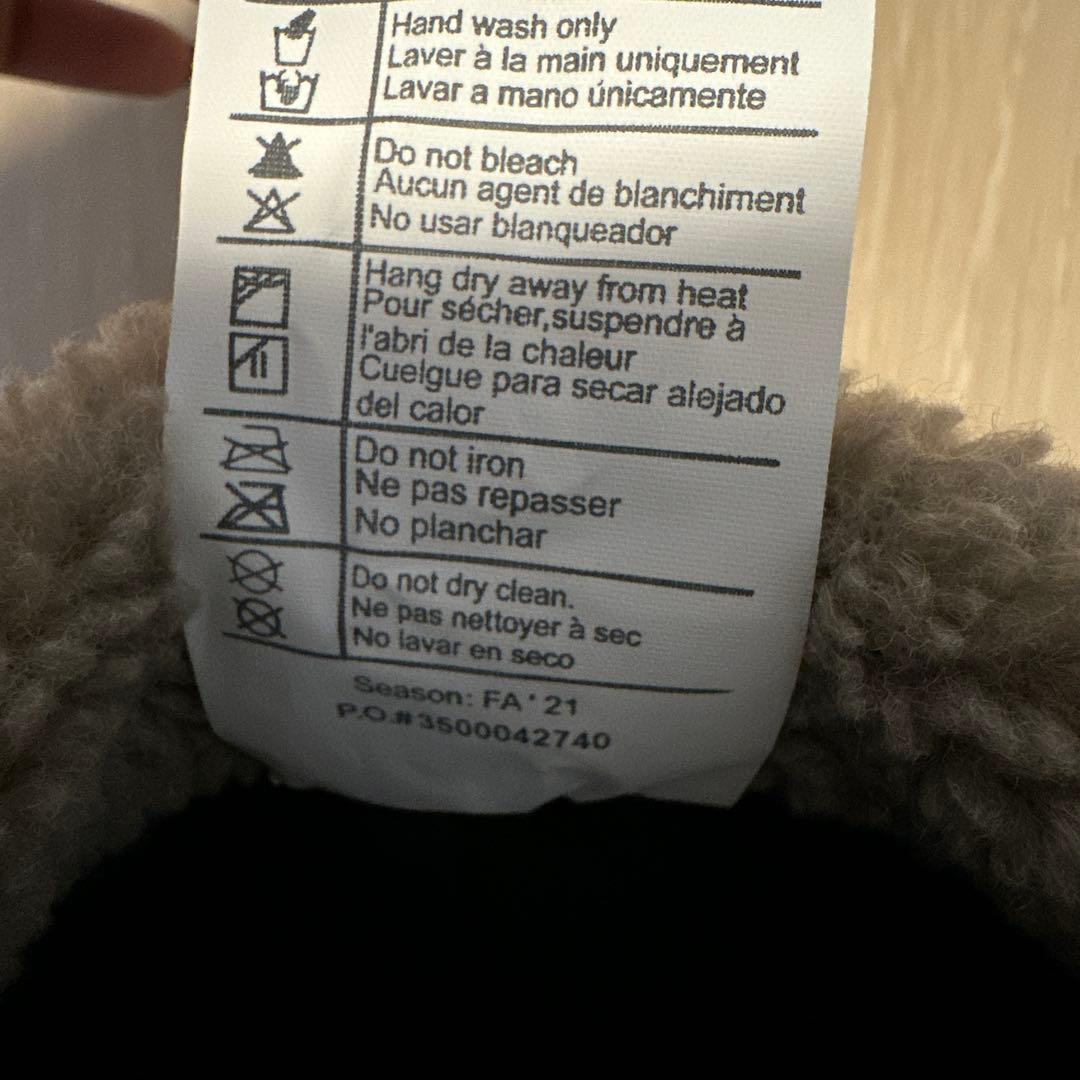 Hand wash only
Laver à la main uniquement
Lavar a mano únicamente
Do not bleach
Aucun agent de blanchiment
No usar blanqueador
Hang dry away from heat
Pour sécher,suspendre à
l'abri de la chaleur
Cuelgue para secar alejado
del calor
Do not iron
Ne pas repasser
No planchar
Do not dry clean.
Ne pas nettoyer à sec
No lavar en seco
Season: FA ' 21
P.O.#3500042740